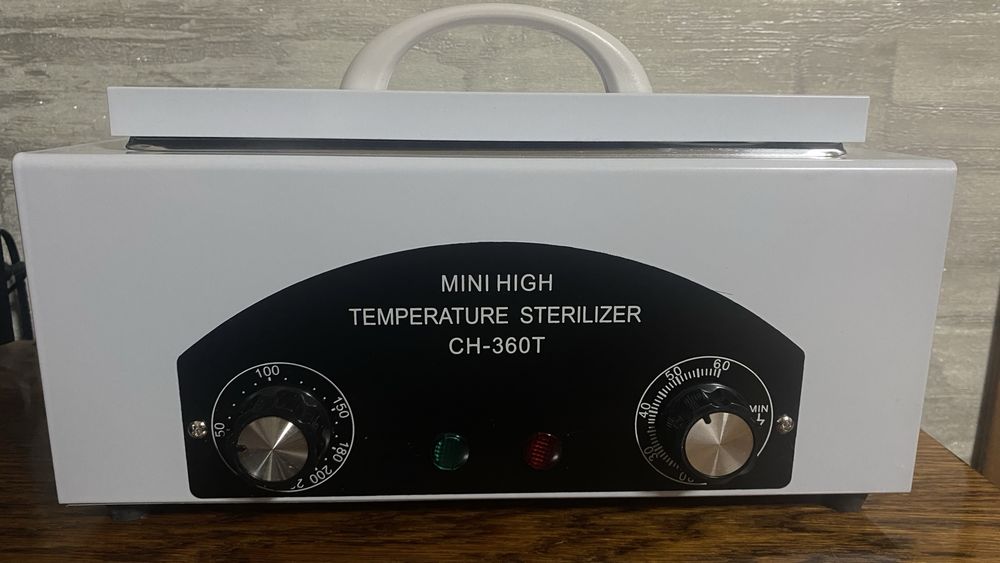 MINI HIGH
TEMPERATURE STERILIZER
CH-360T
50
100
150
180
200
30
40
50
60
MIN